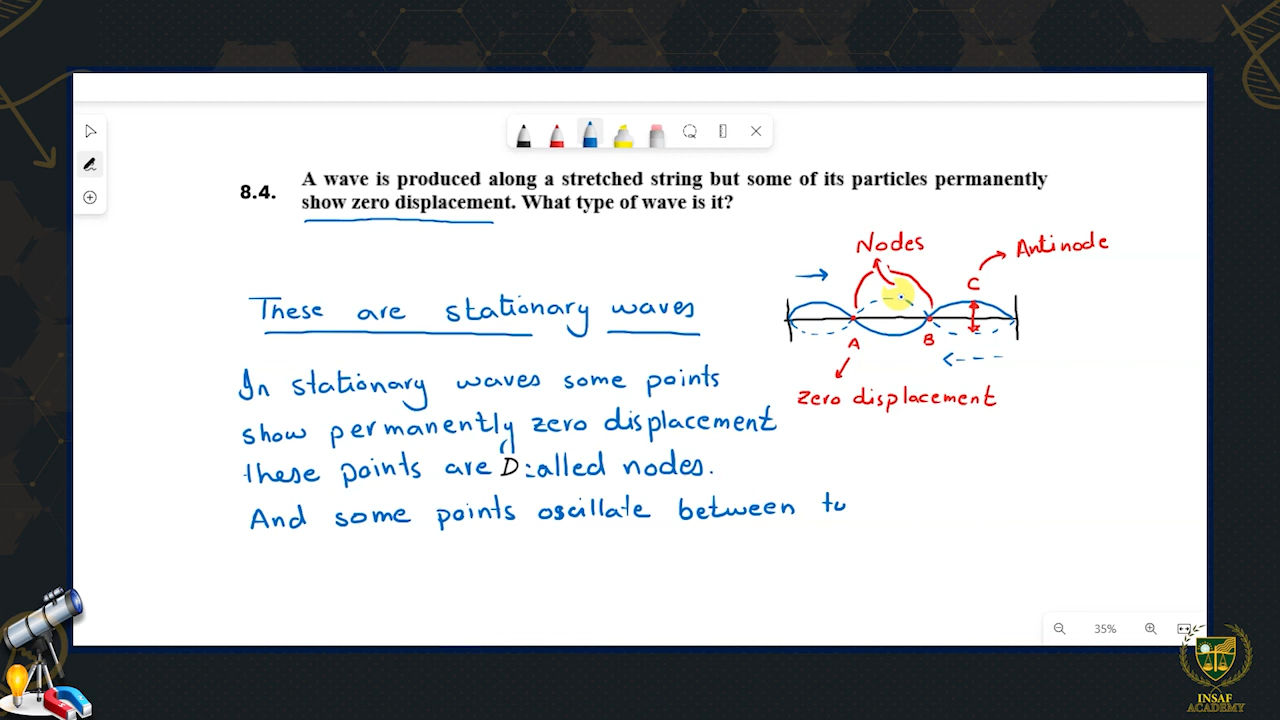 8.4. A wave is produced along a stretched string but some of its particles permanently
show zero displacement. What type of wave is it?
Nodes
Antinode
C
A
B
Zero displacement
These are stationary waves
In stationary waves some points
show permanently zero displacement
these points are called nodes.
And some points oscillate between
35%
INSAF
ACADEMY